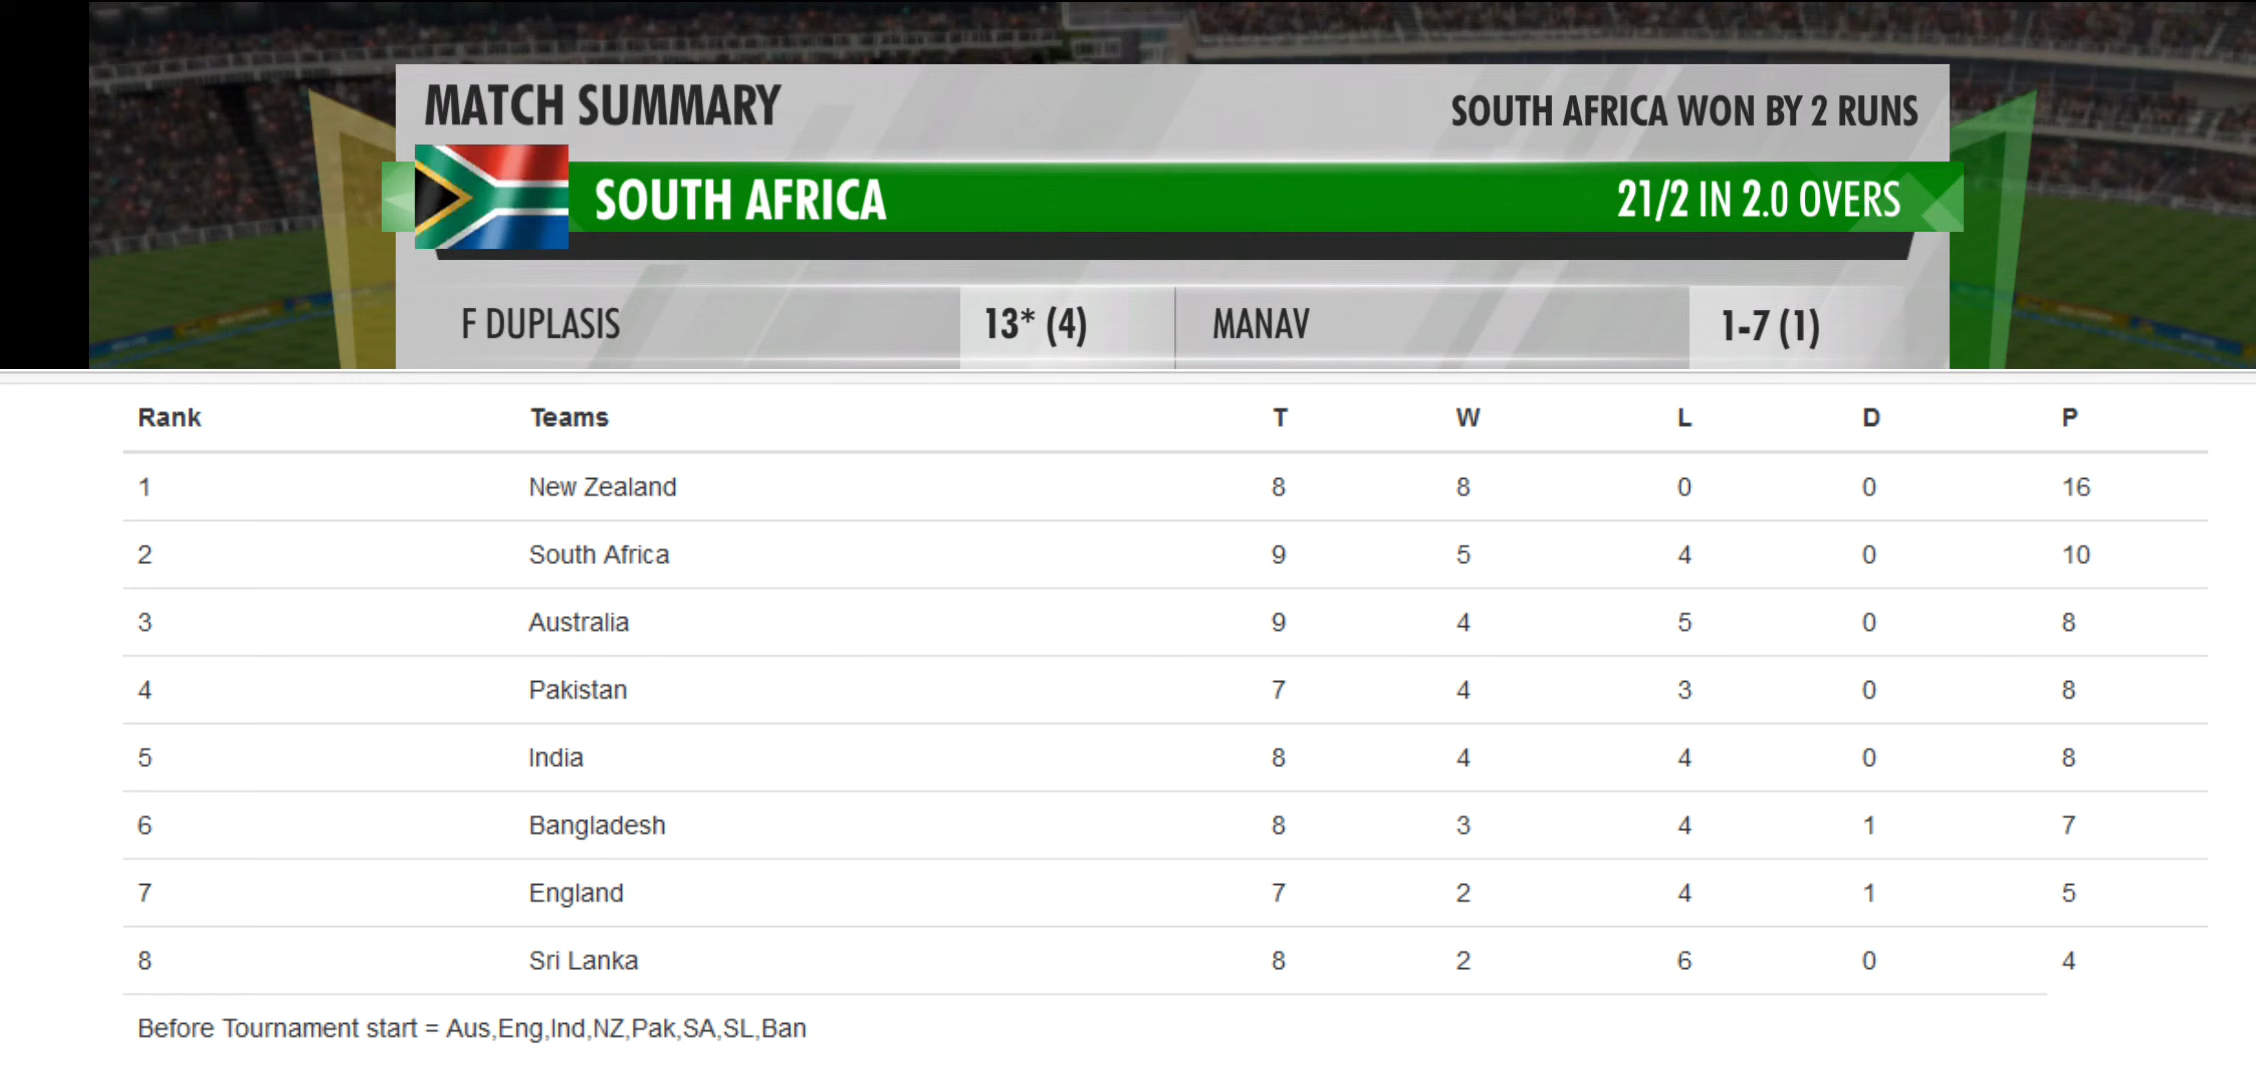 MATCH SUMMARY SOUTH AFRICA WON BY 2 RUNS
SOUTH AFRICA 21/2 IN 2.0 OVERS
F DUPLASIS 13* (4) MANAV 1-7 (1)
Rank Teams T W L D P
1 New Zealand 8 8 0 0 16
2 South Africa 9 5 4 0 10
3 Australia 9 4 5 0 8
4 Pakistan 7 4 3 0 8
5 India 8 4 4 0 8
6 Bangladesh 8 3 4 1 7
7 England 7 2 4 1 5
8 Sri Lanka 8 2 6 0 4
Before Tournament start = Aus,Eng,Ind,NZ,Pak,SA,SL,Ban